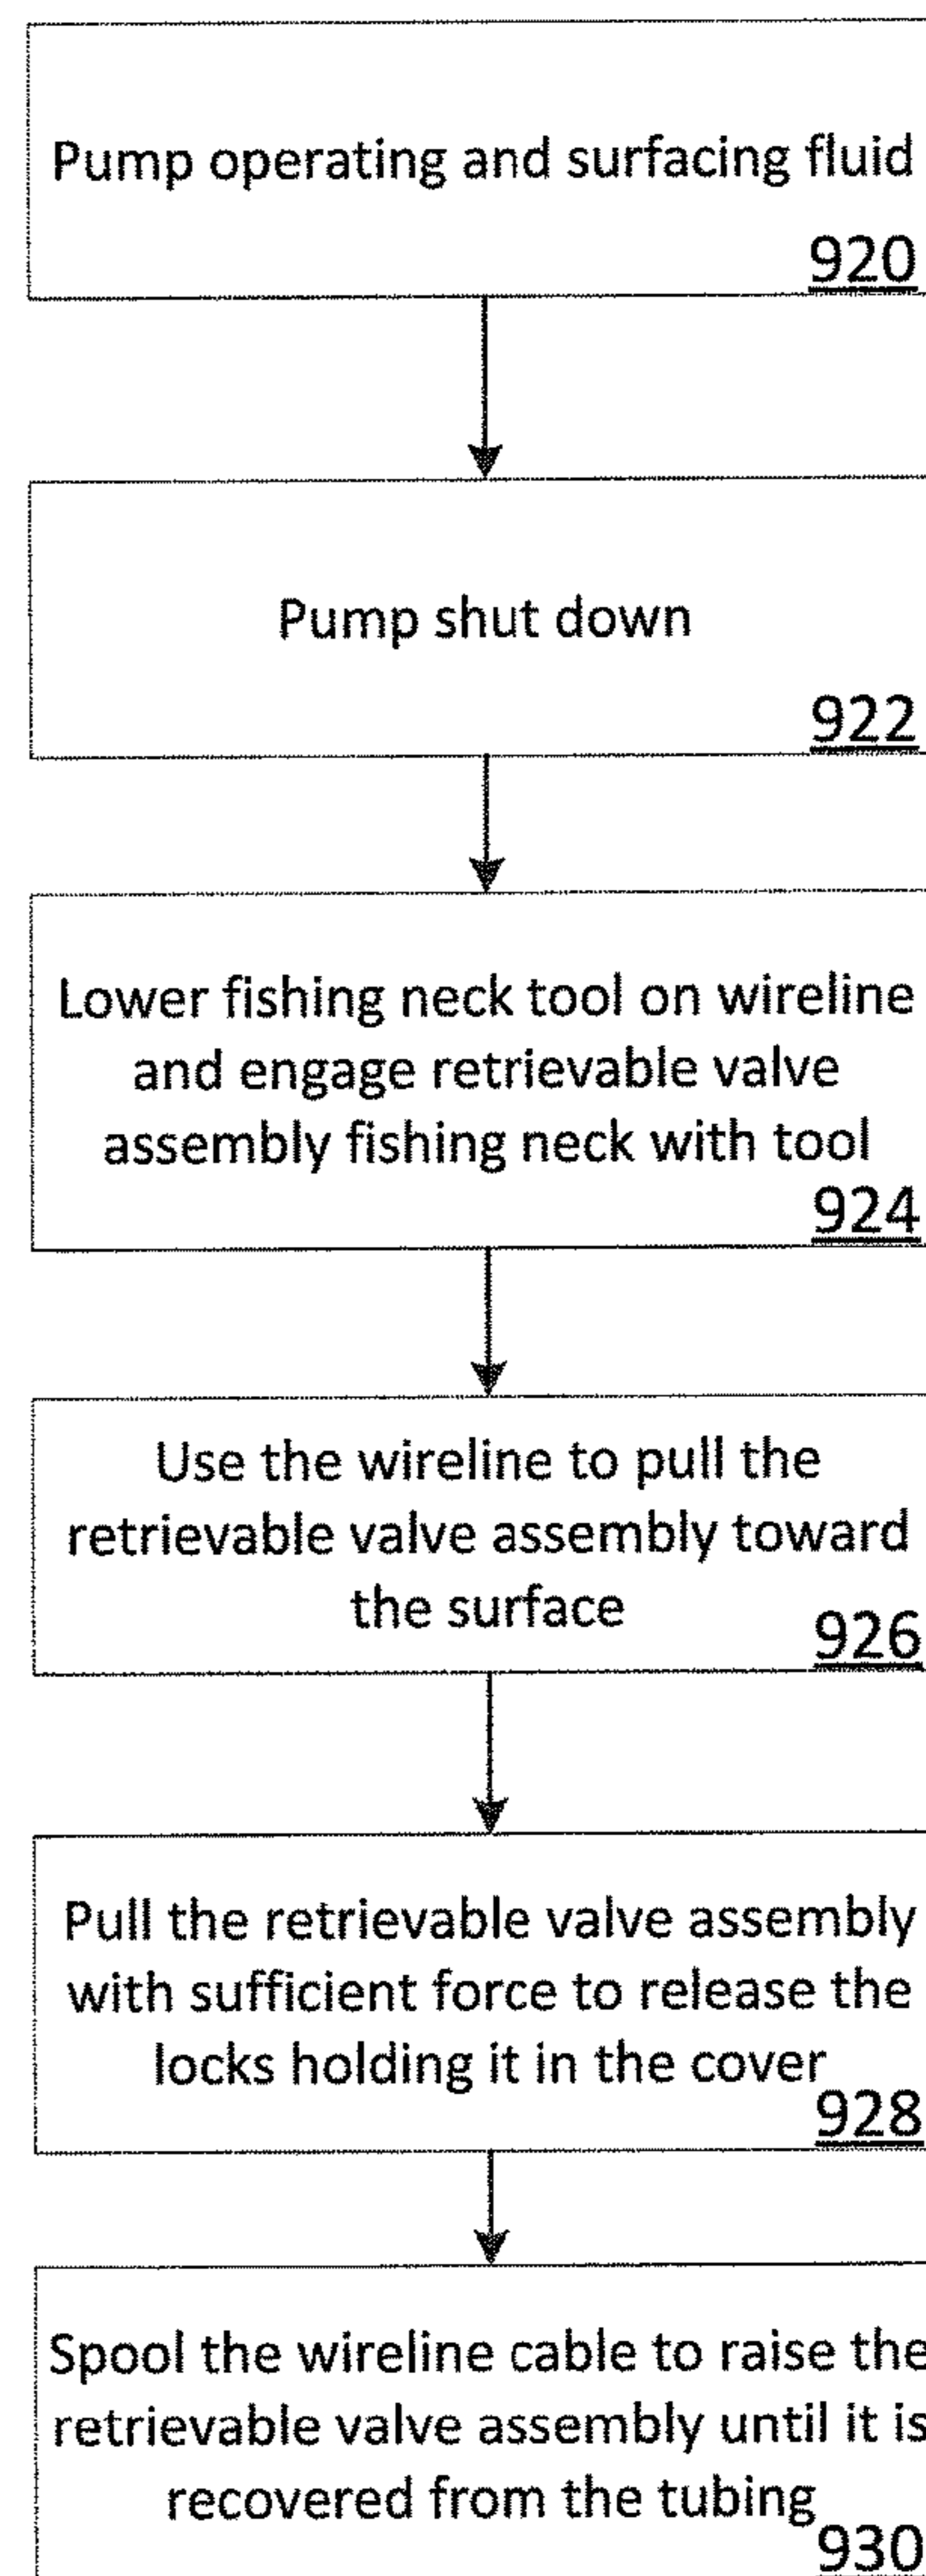 Pump operating and surfacing fluid
920
Pump shut down
922
Lower fishing neck tool on wireline
and engage retrievable valve
assembly fishing neck with tool
924
Use the wireline to pull the
retrievable valve assembly toward
the surface
926
Pull the retrievable valve assembly
with sufficient force to release the
locks holding it in the cover
928
Spool the wireline cable to raise the
retrievable valve assembly until it is
recovered from the tubing
930